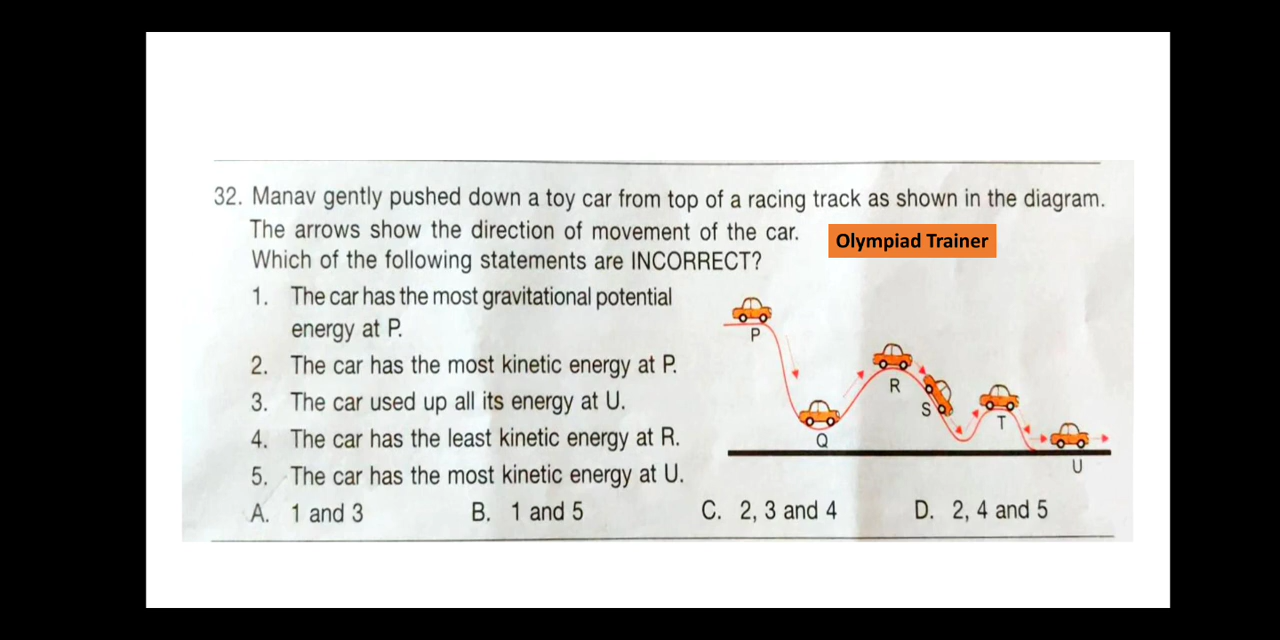 32. Manav gently pushed down a toy car from top of a racing track as shown in the diagram.
The arrows show the direction of movement of the car.
Olympiad Trainer
Which of the following statements are INCORRECT?
1. The car has the most gravitational potential
energy at P.
2. The car has the most kinetic energy at P.
3. The car used up all its energy at U.
4. The car has the least kinetic energy at R.
5. The car has the most kinetic energy at U.
P
R
S
T
Q
U
A. 1 and 3 B. 1 and 5 C. 2, 3 and 4 D. 2, 4 and 5